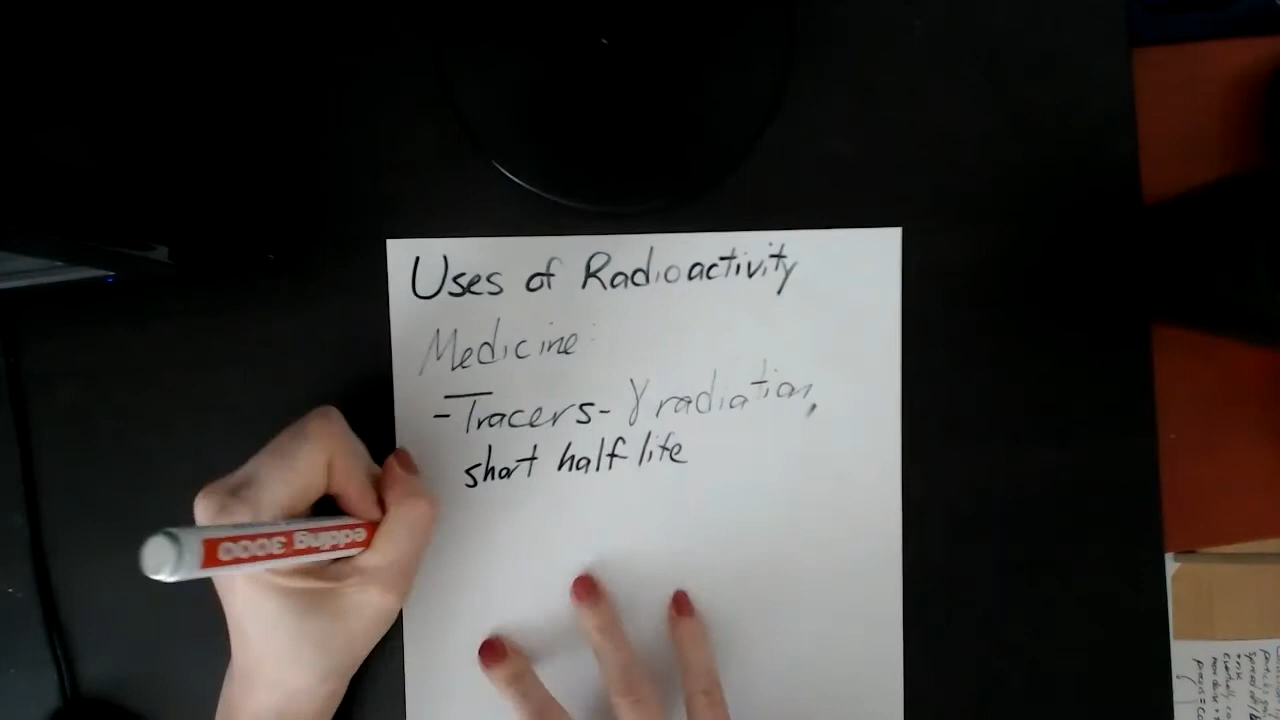 Uses of Radioactivity
Medicine:
- Tracers - γ radiation,
short half life
edding 3000